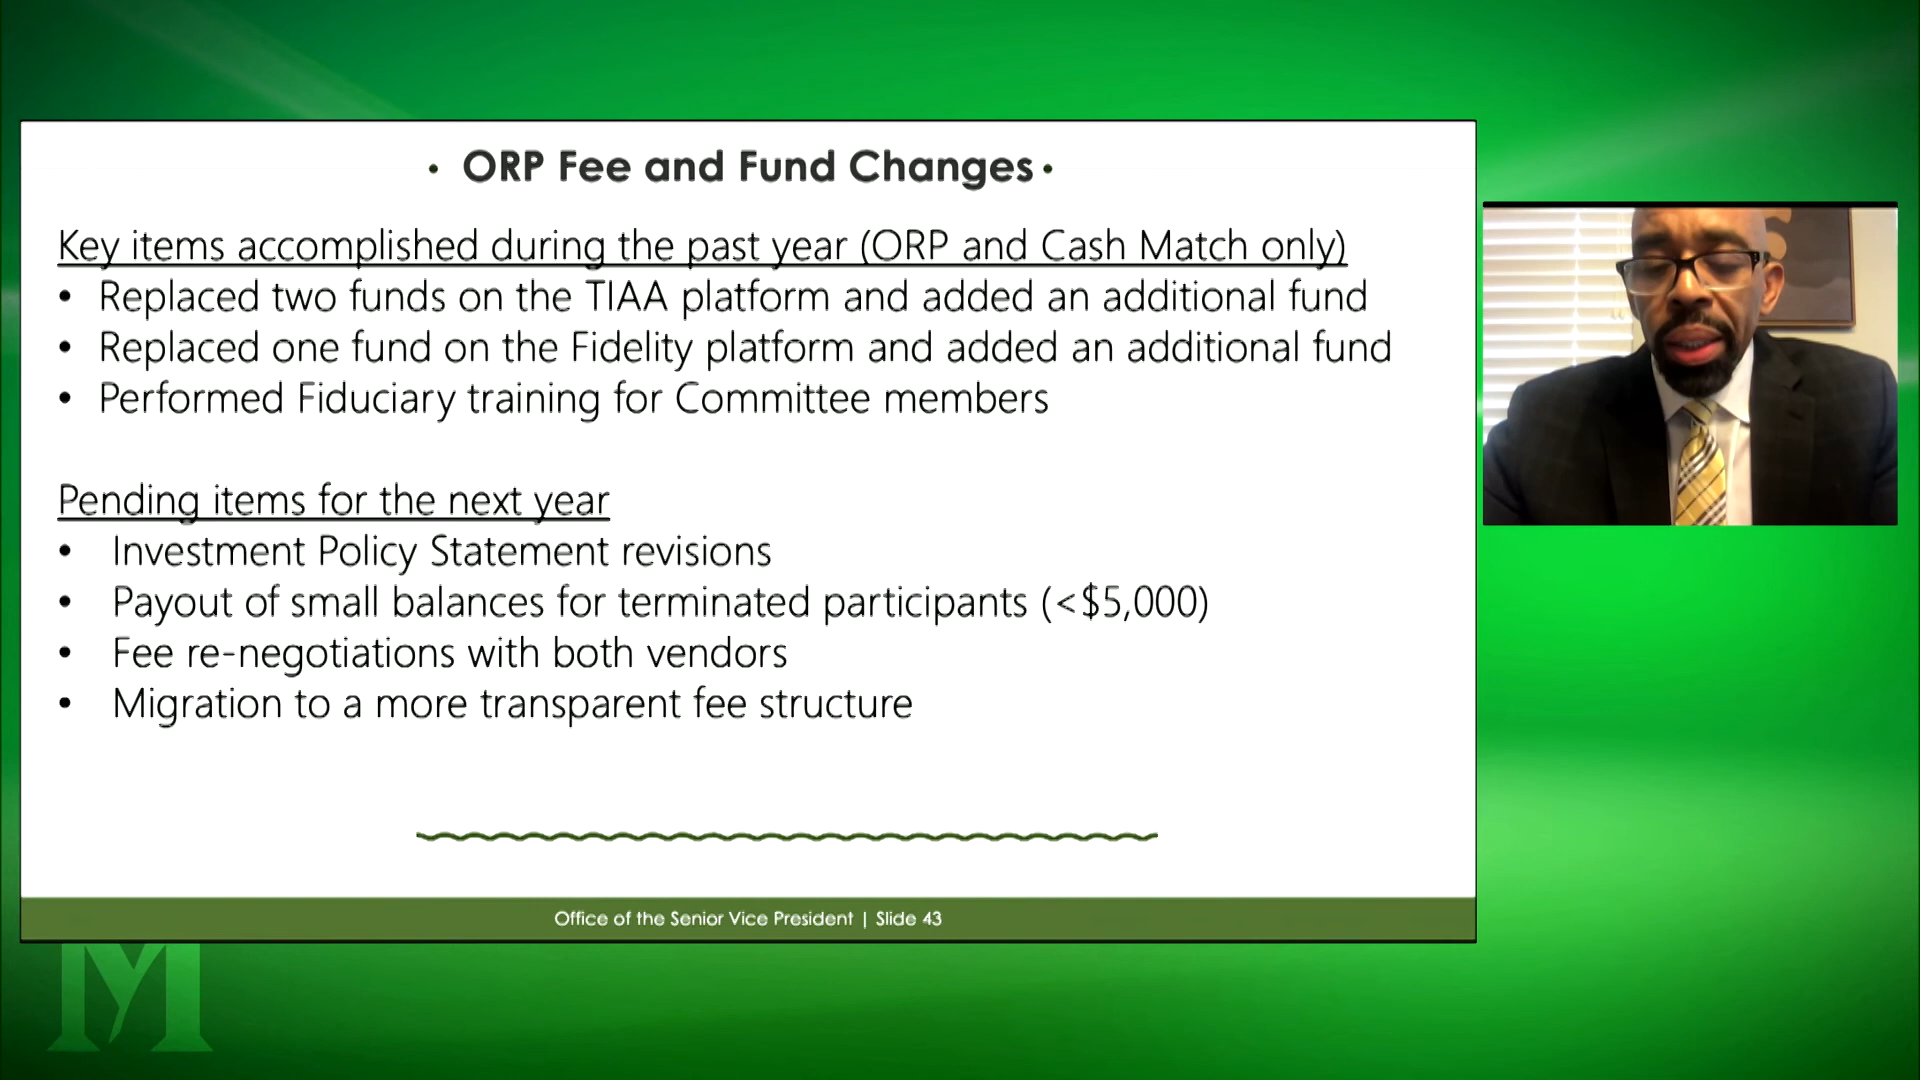 • ORP Fee and Fund Changes •
Key items accomplished during the past year (ORP and Cash Match only)
• Replaced two funds on the TIAA platform and added an additional fund
• Replaced one fund on the Fidelity platform and added an additional fund
• Performed Fiduciary training for Committee members
Pending items for the next year
• Investment Policy Statement revisions
• Payout of small balances for terminated participants (<$5,000)
• Fee re-negotiations with both vendors
• Migration to a more transparent fee structure
Office of the Senior Vice President | Slide 43
M